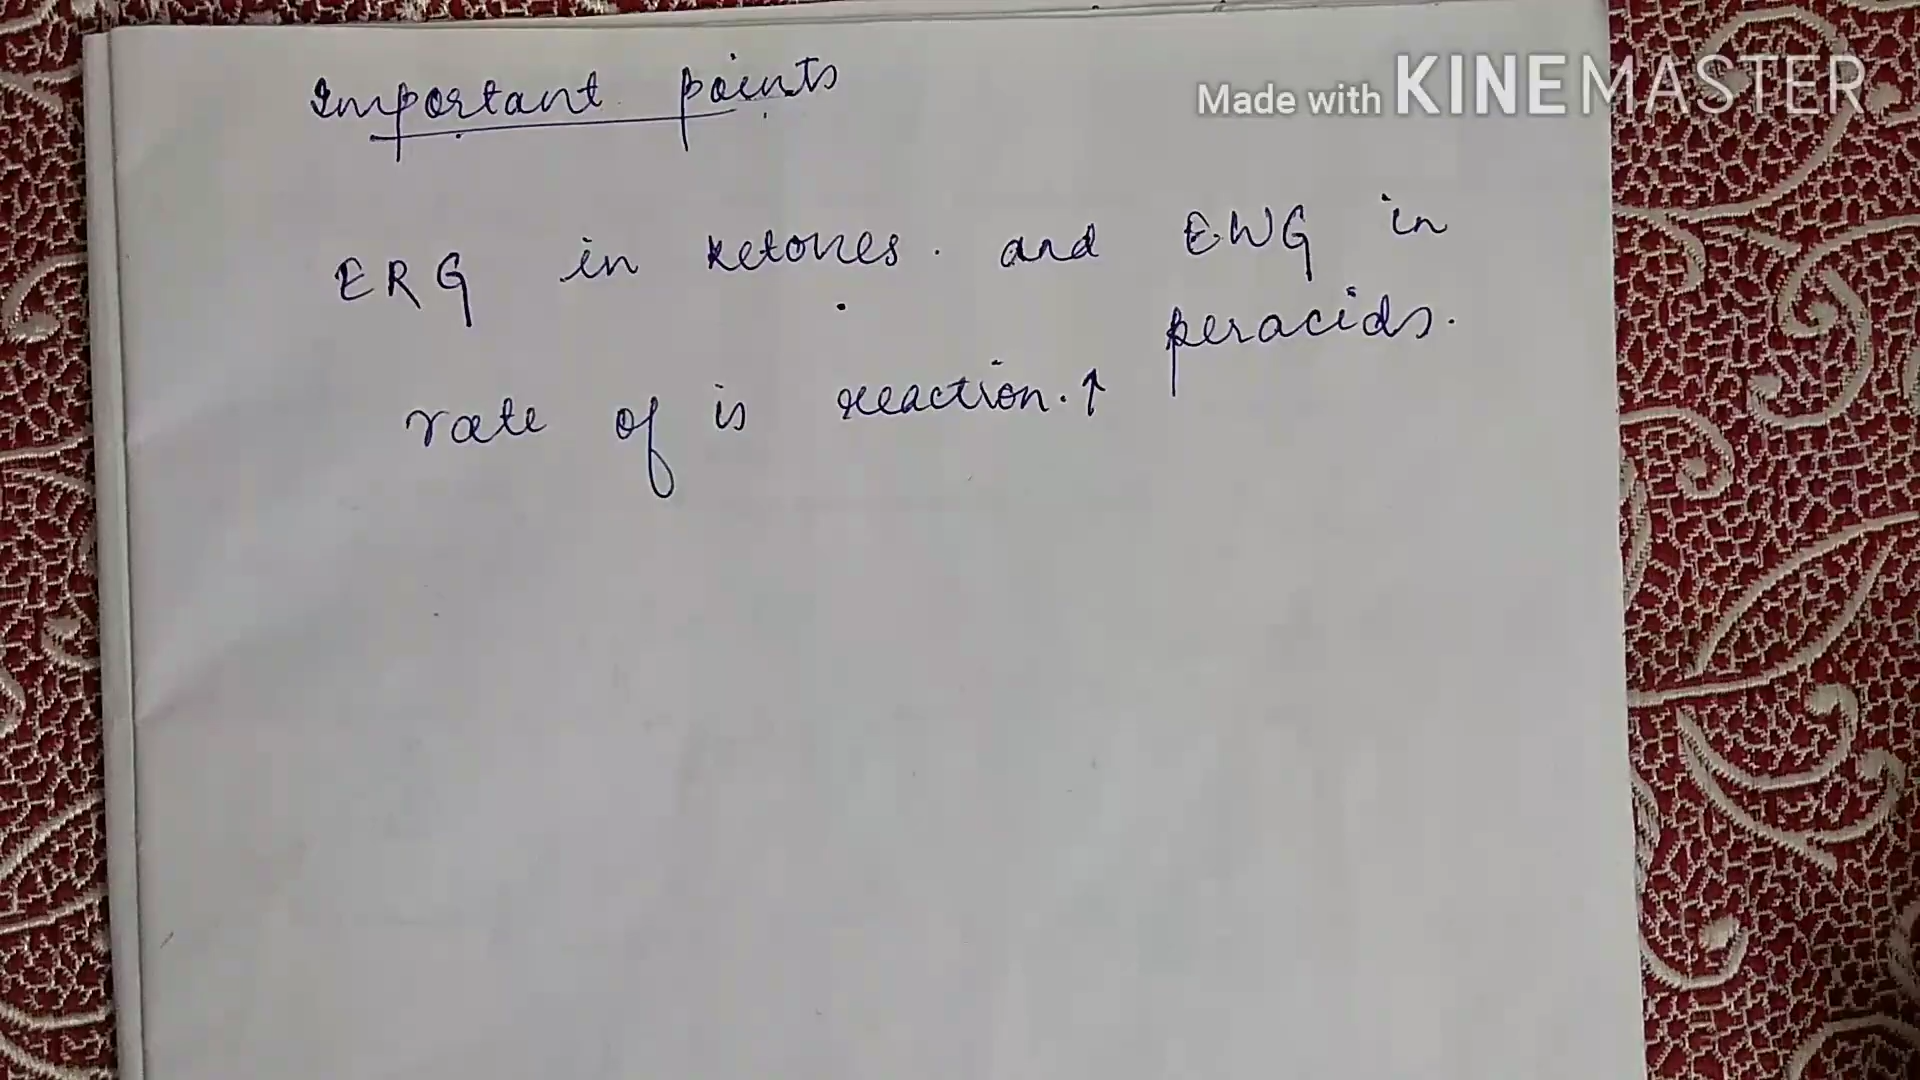 Important points
Made with KINEMASTER
ERG in ketones. and EWG in
peracids.
rate of is reaction. ↑